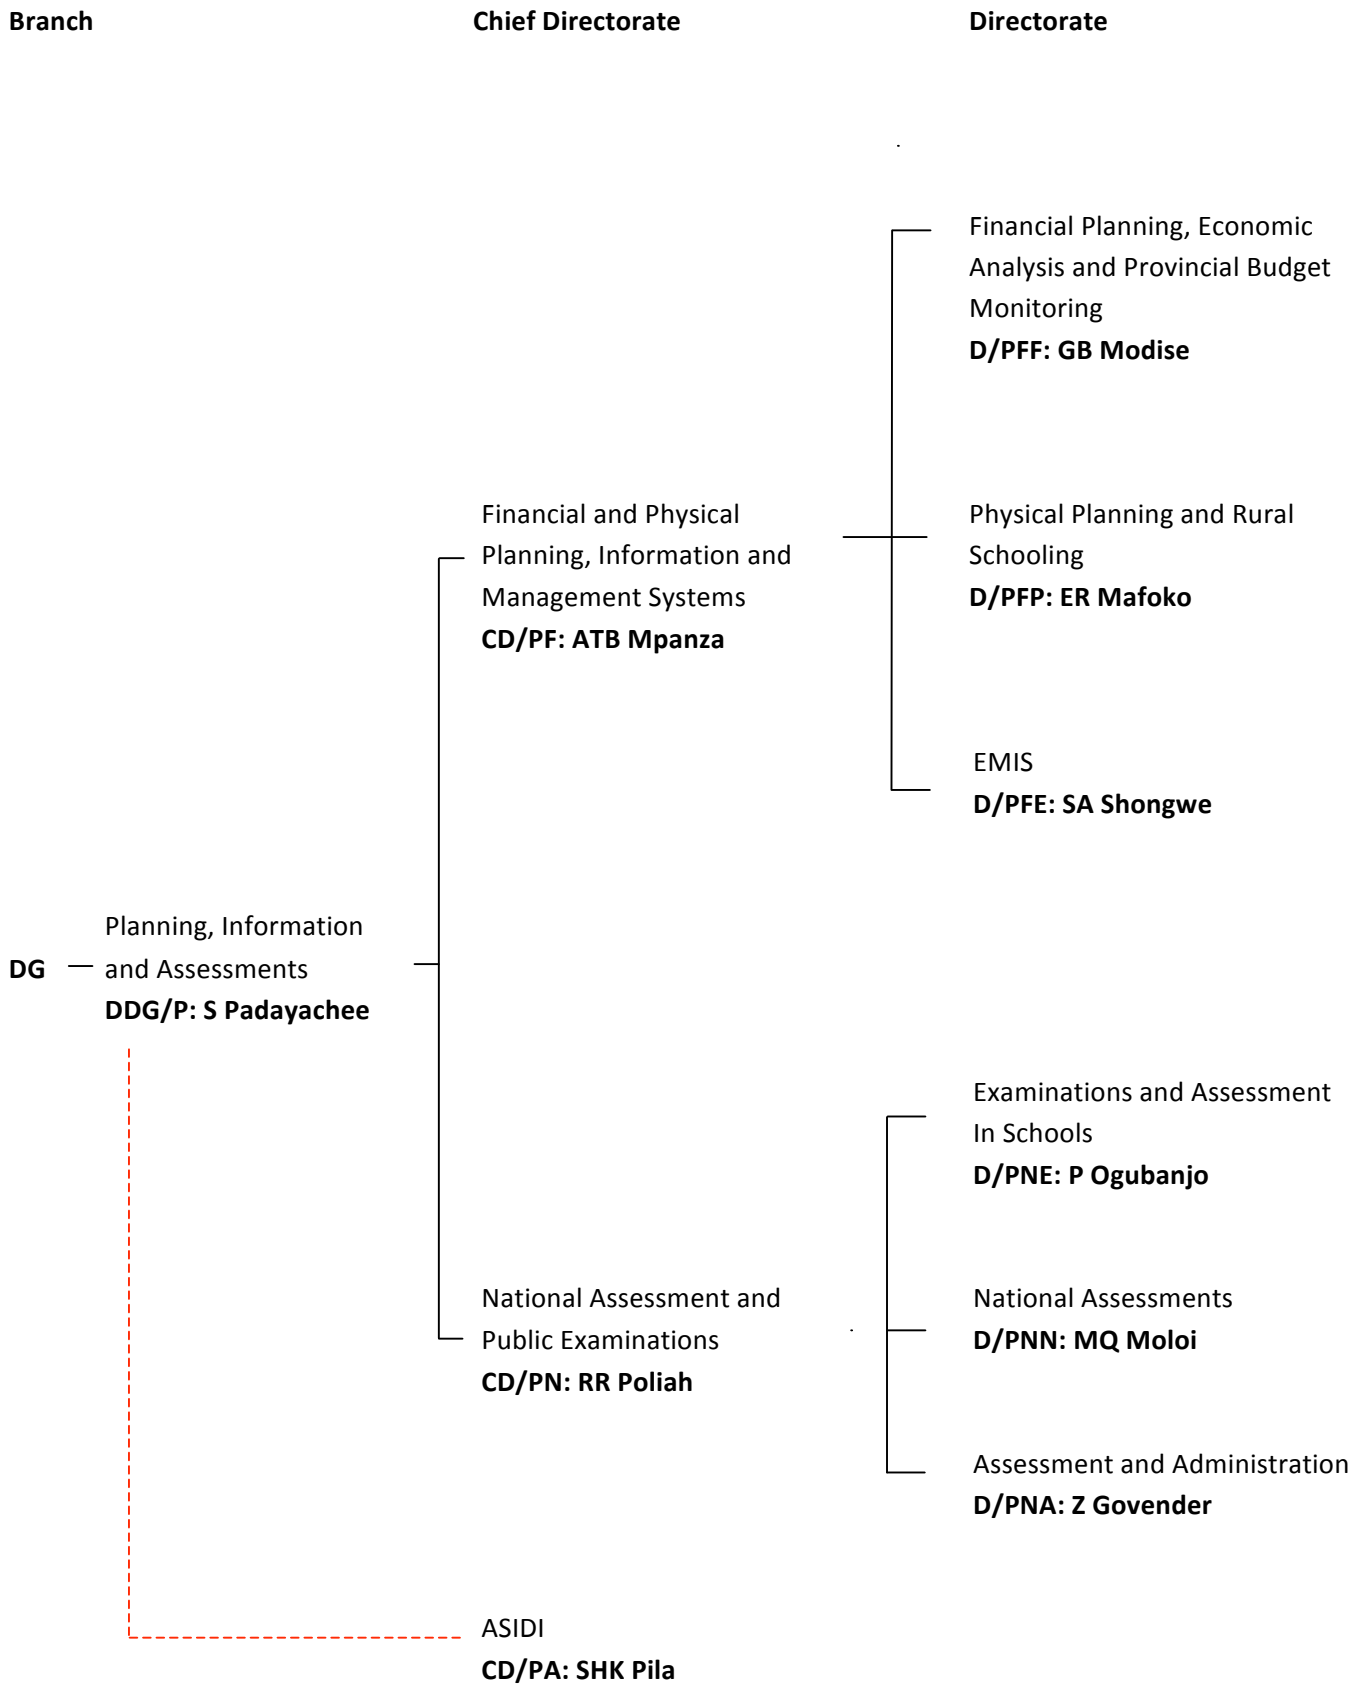 Branch
Chief Directorate
Directorate
Financial Planning, Economic
Analysis and Provincial Budget
Monitoring
D/PFF: GB Modise
Financial and Physical
Planning, Information and
Management Systems
CD/PF: ATB Mpanza
Physical Planning and Rural
Schooling
D/PFP: ER Mafoko
EMIS
D/PFE: SA Shongwe
DG
Planning, Information
and Assessments
DDG/P: S Padayachee
Examinations and Assessment
In Schools
D/PNE: P Ogubanjo
National Assessment and
Public Examinations
CD/PN: RR Poliah
National Assessments
D/PNN: MQ Moloi
Assessment and Administration
D/PNA: Z Govender
ASIDI
CD/PA: SHK Pila